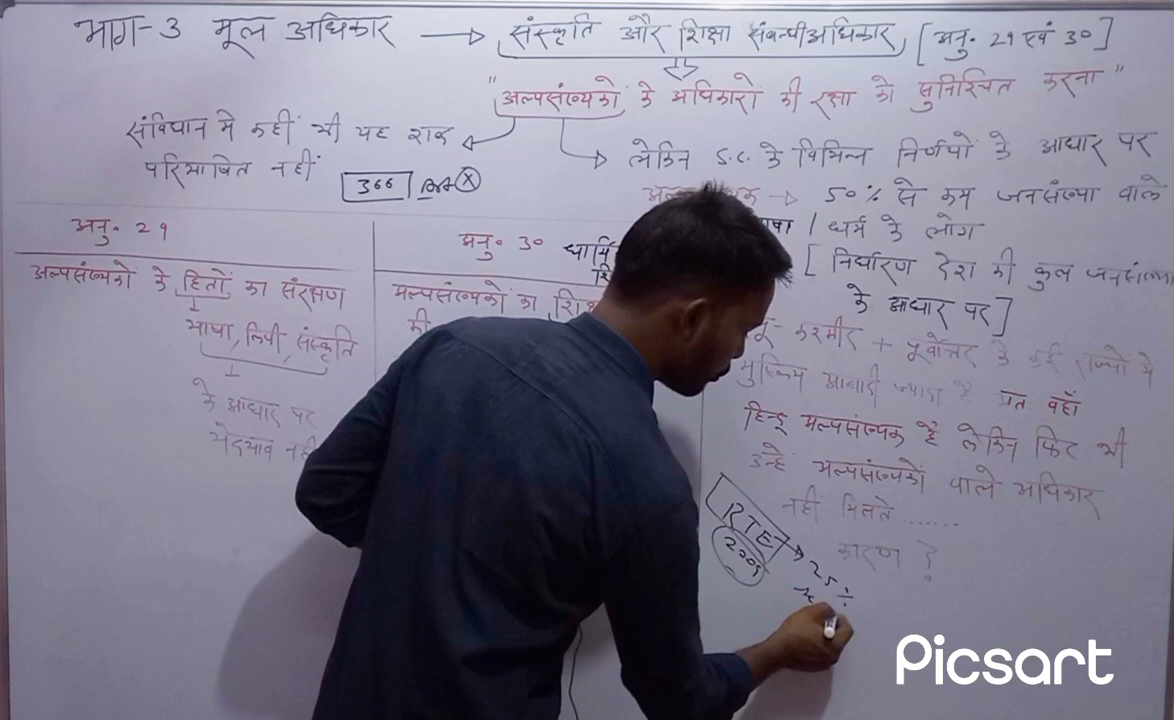 भाग-3 मूल अधिकार → संस्कृति और शिक्षा संबन्धी अधिकार [अनु. 29 एवं 30]
"अल्पसंख्यकों के अधिकारों की रक्षा को सुनिश्चित करना"
संविधान मे कहीं भी यह शब्द
परिभाषित नहीं
366
लेकिन S.C. के विभिन्न निर्णयों के आधार पर
→ 50% से कम जनसंख्या वाले
/ धर्म के लोग
[निर्धारण देश की कुल जनसंख्या
के आधार पर]
अनु. 29
अल्पसंख्यकों के हितों का संरक्षण
भाषा, लिपी, संस्कृति
के आधार पर
भेदभाव नहीं
अनु. 30
अल्पसंख्यकों का
की
कश्मीर + पूर्वोत्तर के कई राज्यो मे
मुस्लिम आबादी ज्यादा है अतः वहाँ
हिन्दू अल्पसंख्यक है लेकिन फिर भी
उन्हें अल्पसंख्यकों वाले अधिकार
नहीं मिलते.......
कारण ?
RTE
2009
25
Picsart